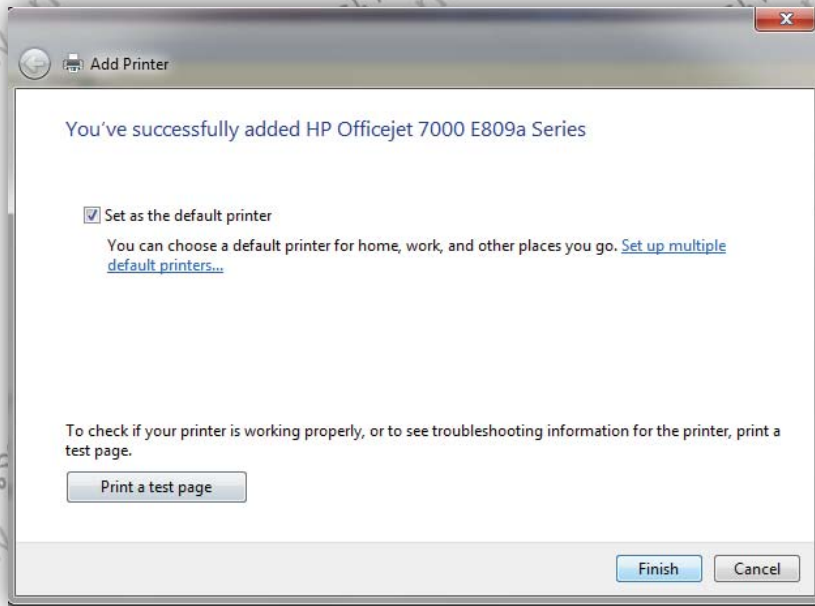 Add Printer
You've successfully added HP Officejet 7000 E809a Series
Set as the default printer
You can choose a default printer for home, work, and other places you go. Set up multiple
default printers...
To check if your printer is working properly, or to see troubleshooting information for the printer, print a
test page.
Print a test page
Finish
Cancel